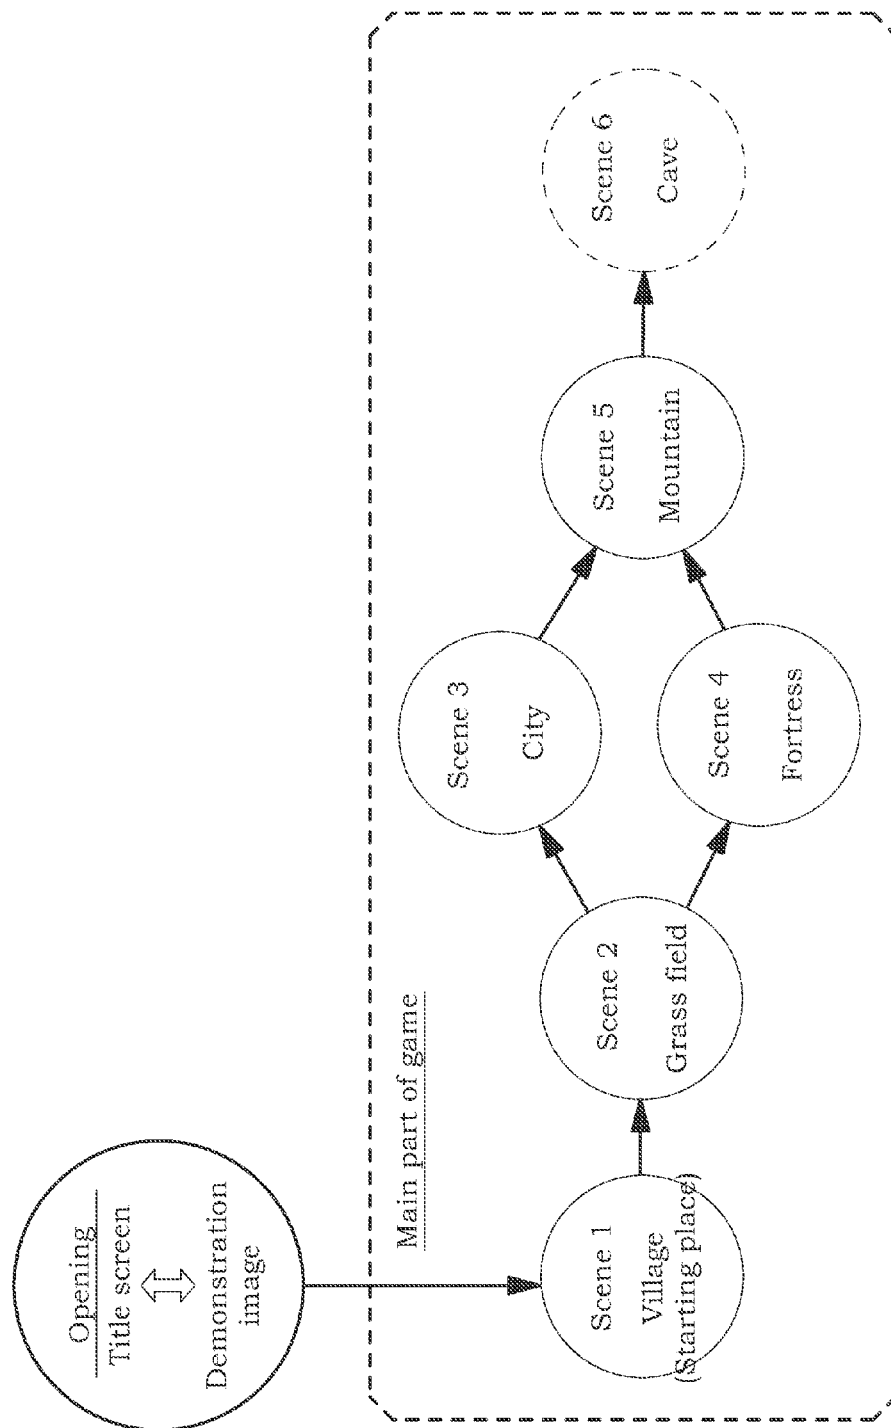 Opening
Title screen
Demonstration
image
Main part of game
Scene 1
Village
(Starting place)
Scene 2
Grass field
Scene 3
City
Scene 4
Fortress
Scene 5
Mountain
Scene 6
Cave